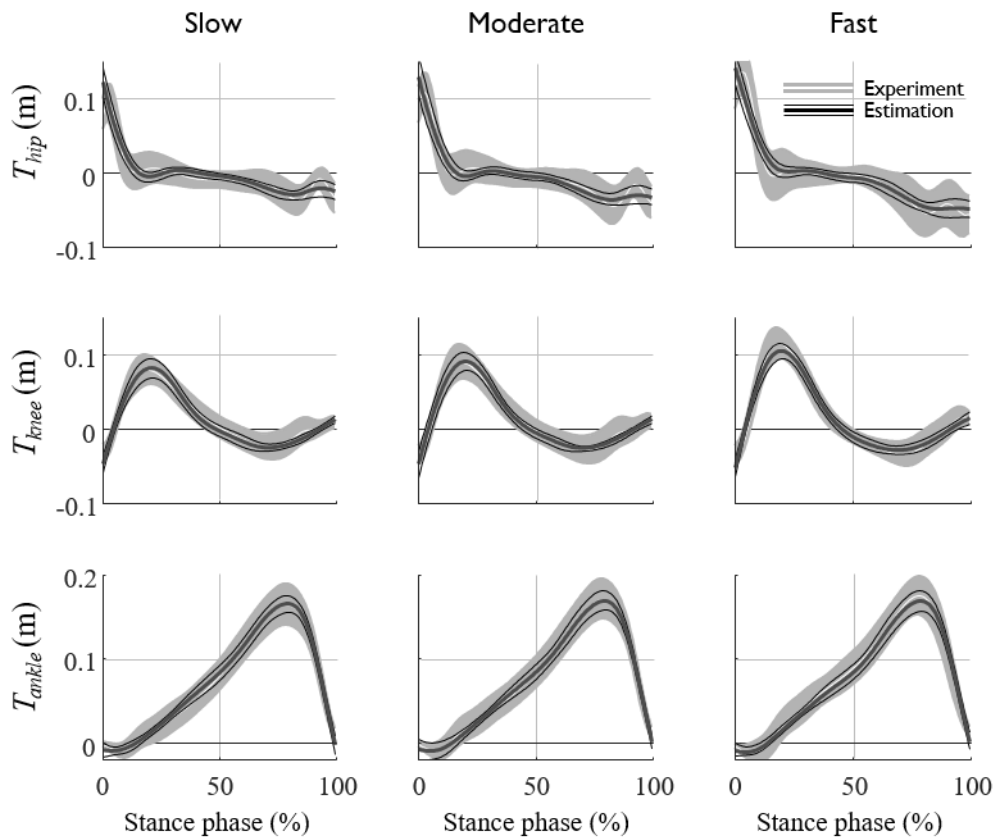 Slow Moderate Fast
Experiment
Estimation
T_hip (m)
0.1
0
-0.1
T_knee (m)
0.1
0
-0.1
T_ankle (m)
0.2
0.1
0
0 50 100 0 50 100 0 50 100
Stance phase (%) Stance phase (%) Stance phase (%)